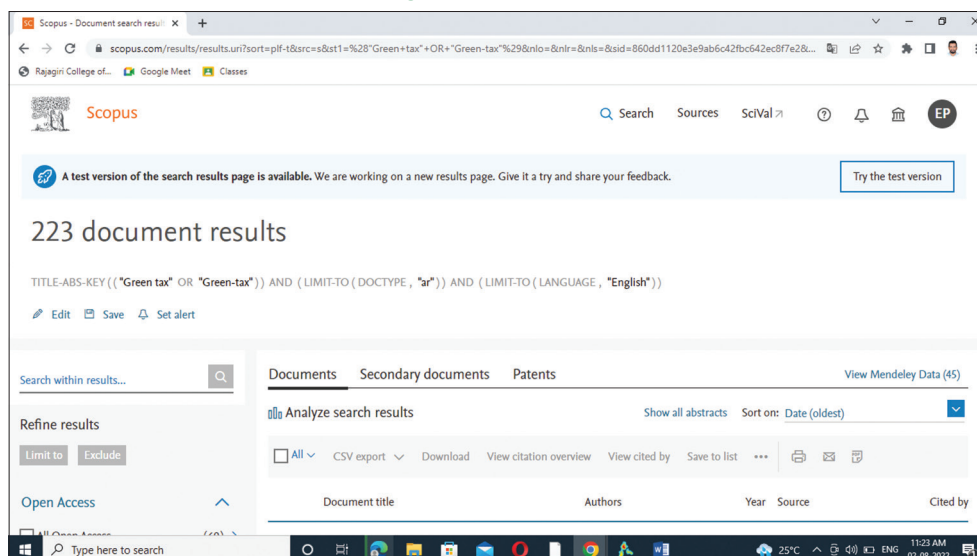 Scopus - Document search result
scopus.com/results/results.uri?sort=plf-t&src=s&st1=%28"Green+tax"+OR+"Green-tax"%29&nlo=&nlr=&nls=&sid=860dd1120e3e9ab6c42fbc642ec8f7e2&...
Rajagiri College of... Google Meet Classes
Scopus Search Sources SciVal EP
A test version of the search results page is available. We are working on a new results page. Give it a try and share your feedback. Try the test version
223 document results
TITLE-ABS-KEY (( "Green tax" OR "Green-tax" )) AND ( LIMIT-TO ( DOCTYPE , "ar" )) AND ( LIMIT-TO ( LANGUAGE , "English" ))
Edit Save Set alert
Search within results... Documents Secondary documents Patents View Mendeley Data (45)
Refine results
Analyze search results Show all abstracts Sort on: Date (oldest)
Limit to Exclude
All CSV export Download View citation overview View cited by Save to list
Open Access
Document title Authors Year Source Cited by
All Open Access
Type here to search 25°C ENG 11:23 AM
03-08-2022